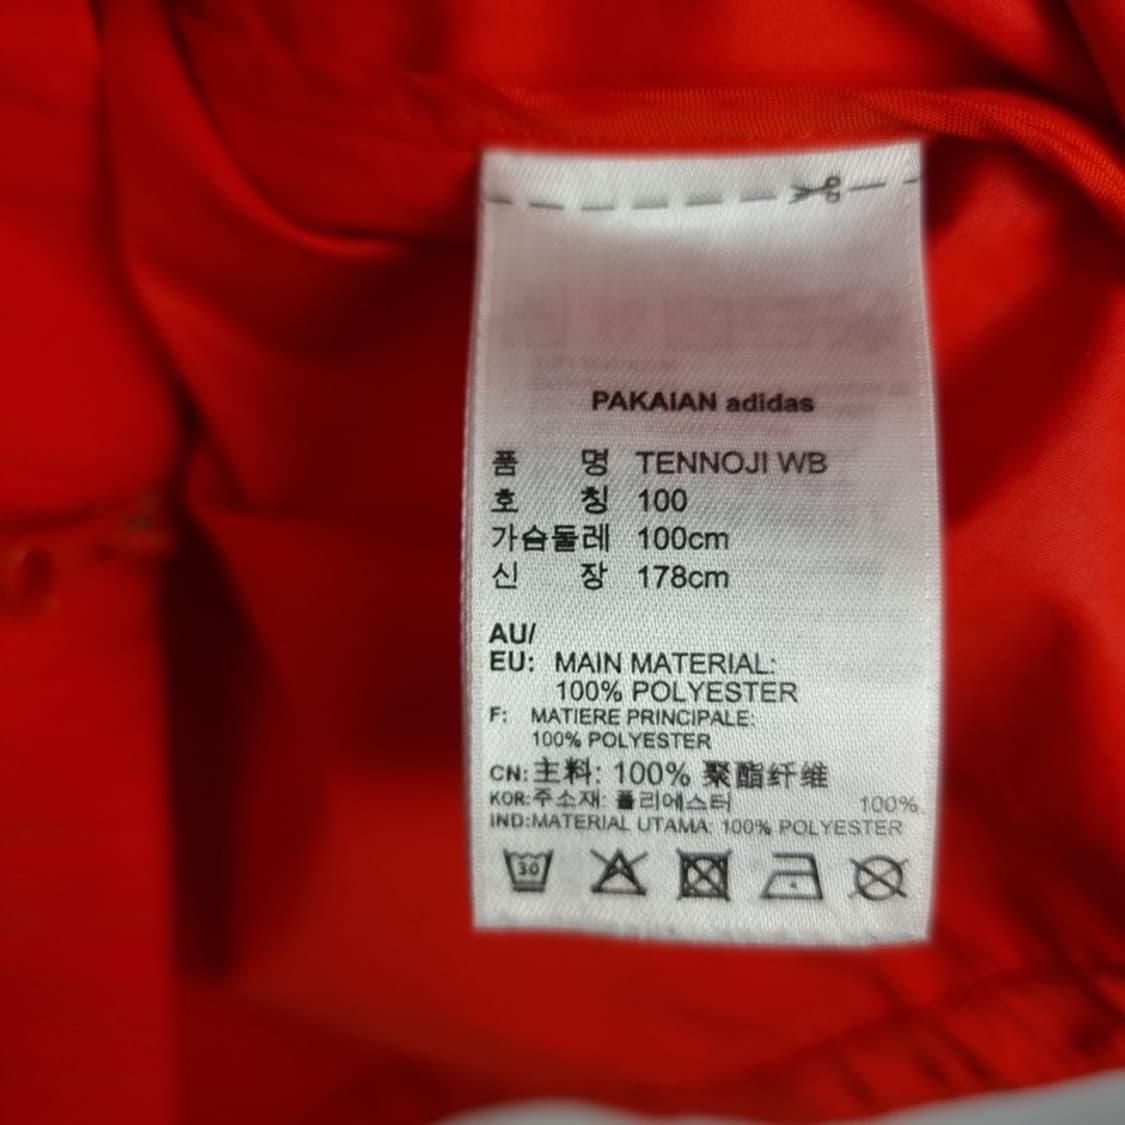 PAKAIAN adidas
품 명 TENNOJI WB
호 칭 100
가슴둘레 100cm
신 장 178cm
AU/
EU: MAIN MATERIAL:
100% POLYESTER
F: MATIERE PRINCIPALE:
100% POLYESTER
CN: 主料: 100% 聚酯纤维
KOR:주소재: 폴리에스터 100%
IND:MATERIAL UTAMA: 100% POLYESTER
30